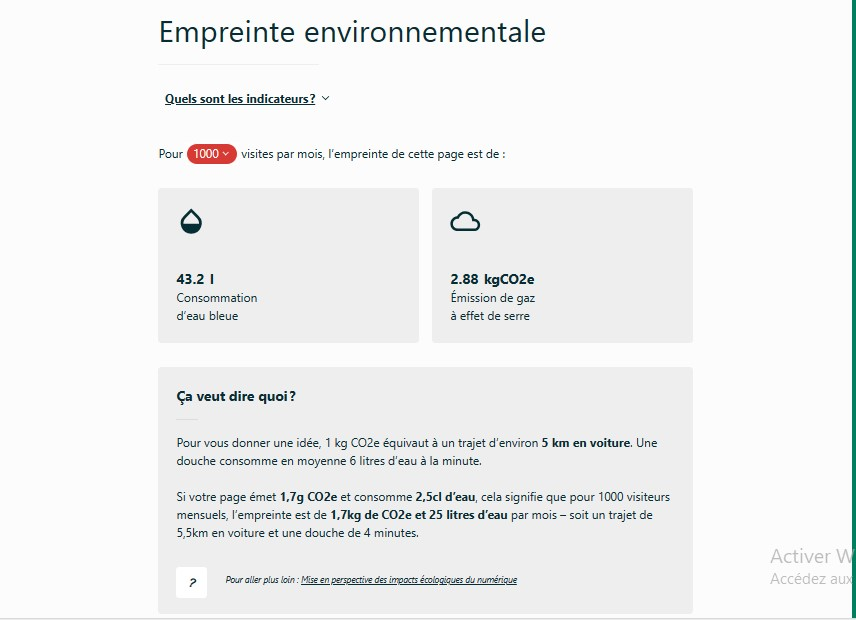 Empreinte environnementale
Quels sont les indicateurs?
Pour 1000 visites par mois, l'empreinte de cette page est de :
43.2 l
Consommation
d'eau bleue
2.88 kgCO2e
Émission de gaz
à effet de serre
Ça veut dire quoi?
Pour vous donner une idée, 1 kg CO2e équivaut à un trajet d'environ 5 km en voiture. Une
douche consomme en moyenne 6 litres d'eau à la minute.
Si votre page émet 1,7g CO2e et consomme 2,5cl d'eau, cela signifie que pour 1000 visiteurs
mensuels, l'empreinte est de 1,7kg de CO2e et 25 litres d'eau par mois – soit un trajet de
5,5km en voiture et une douche de 4 minutes.
?
Pour aller plus loin : Mise en perspective des impacts écologiques du numérique
Activer W
Accédez aux